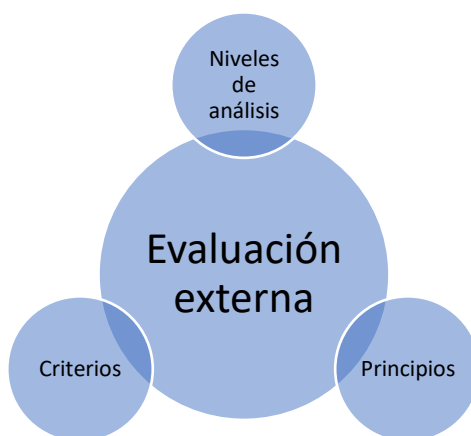 Niveles
de
análisis
Evaluación
externa
Criterios
Principios